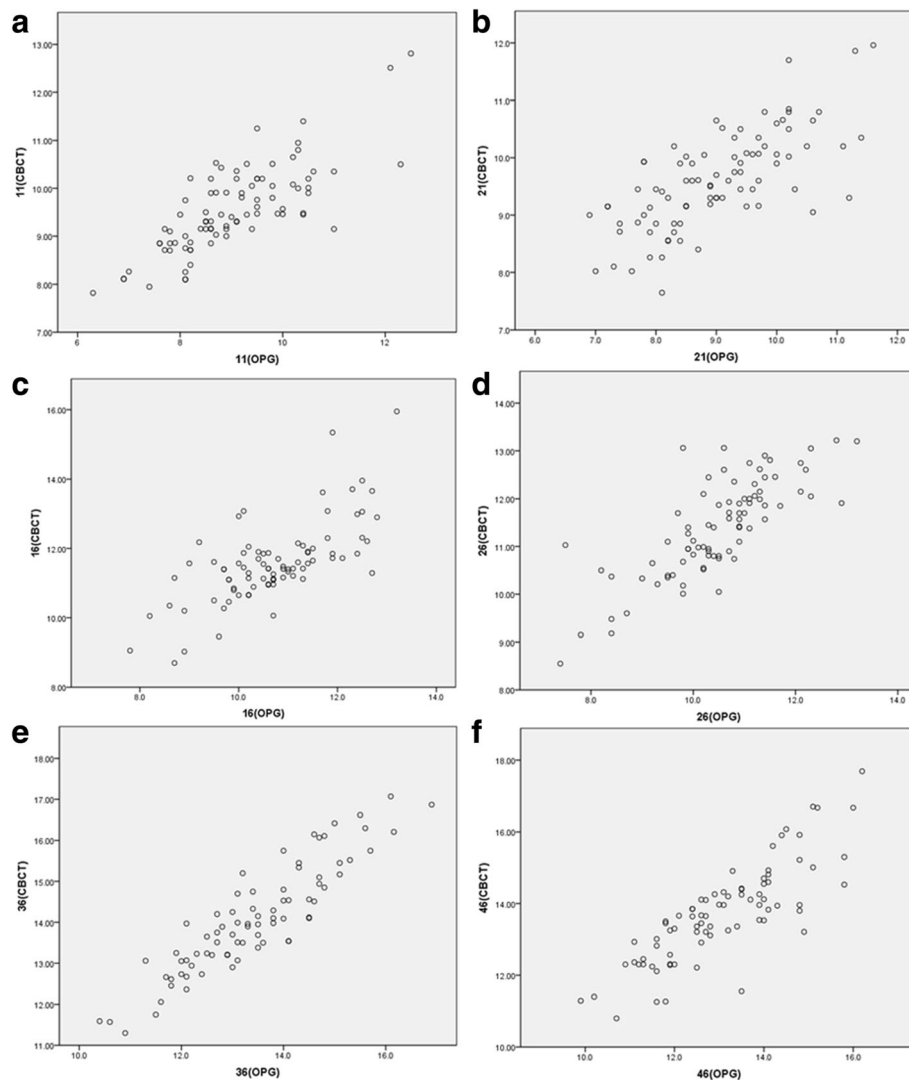 a
13.00
12.00
11.00
10.00
9.00
8.00
7.00
11(CBCT)
6 8 10 12
11(OPG)
b
12.0
11.0
10.0
9.0
8.0
7.0
21(CBCT)
6.0 7.0 8.0 9.0 10.0 11.0 12.0
21(OPG)
c
16.00
14.00
12.00
10.00
8.00
16(CBCT)
8.0 10.0 12.0 14.0
16(OPG)
d
14.00
13.00
12.00
11.00
10.00
9.00
8.00
26(CBCT)
8.0 10.0 12.0 14.0
26(OPG)
e
18.00
17.00
16.00
15.00
14.00
13.00
12.00
11.00
36(CBCT)
10.0 12.0 14.0 16.0
36(OPG)
f
18.00
16.00
14.00
12.00
10.00
46(CBCT)
10.0 12.0 14.0 16.0
46(OPG)